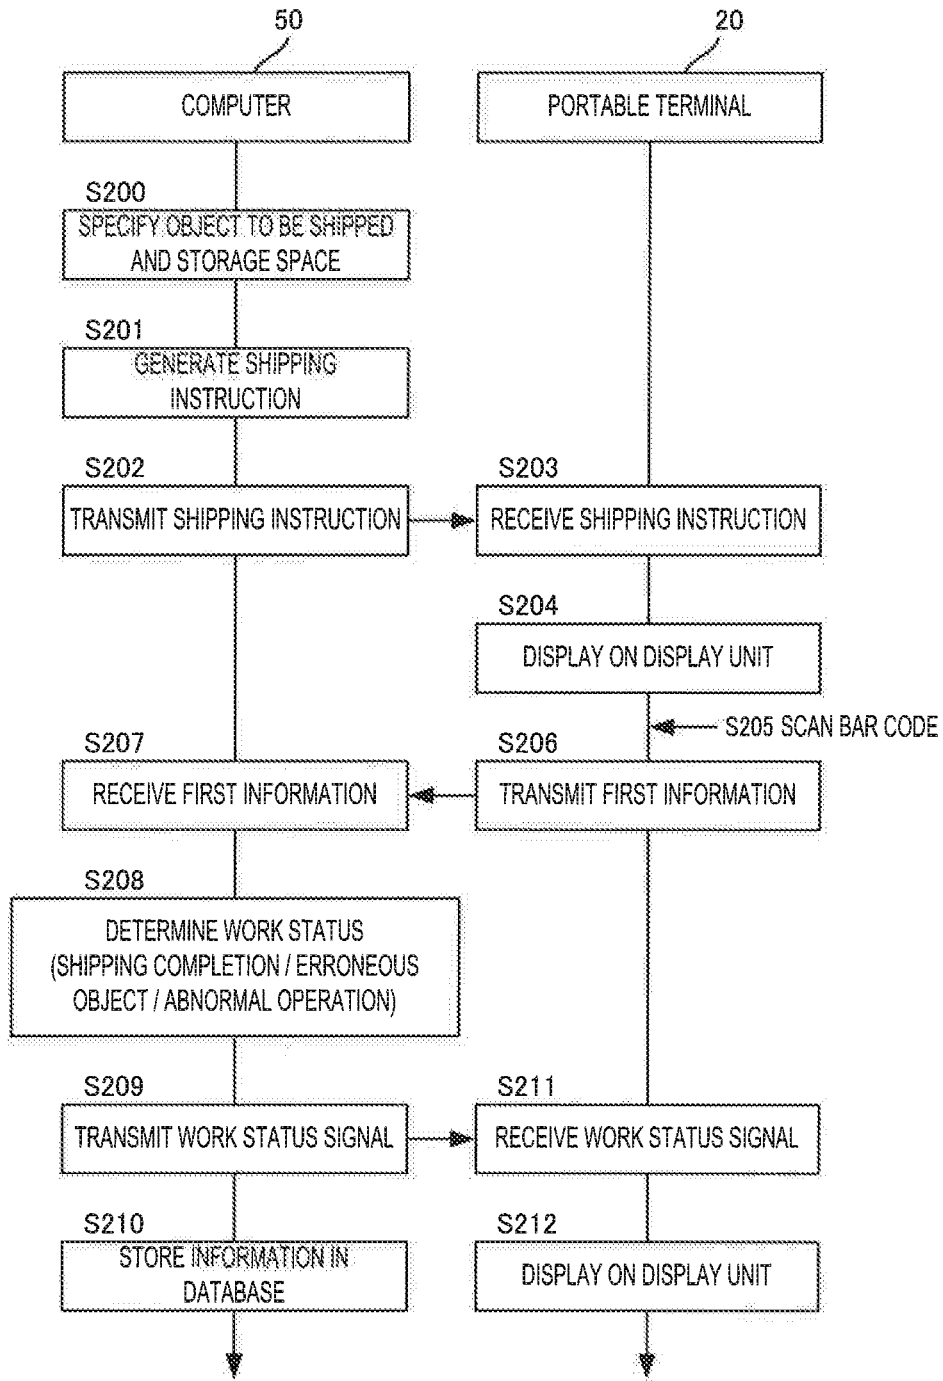 50
20
COMPUTER
PORTABLE TERMINAL
S200
SPECIFY OBJECT TO BE SHIPPED
AND STORAGE SPACE
S201
GENERATE SHIPPING
INSTRUCTION
S202
S203
TRANSMIT SHIPPING INSTRUCTION
RECEIVE SHIPPING INSTRUCTION
S204
DISPLAY ON DISPLAY UNIT
S205 SCAN BAR CODE
S207
S206
RECEIVE FIRST INFORMATION
TRANSMIT FIRST INFORMATION
S208
DETERMINE WORK STATUS
(SHIPPING COMPLETION / ERRONEOUS
OBJECT / ABNORMAL OPERATION)
S209
S211
TRANSMIT WORK STATUS SIGNAL
RECEIVE WORK STATUS SIGNAL
S210
S212
STORE INFORMATION IN
DATABASE
DISPLAY ON DISPLAY UNIT